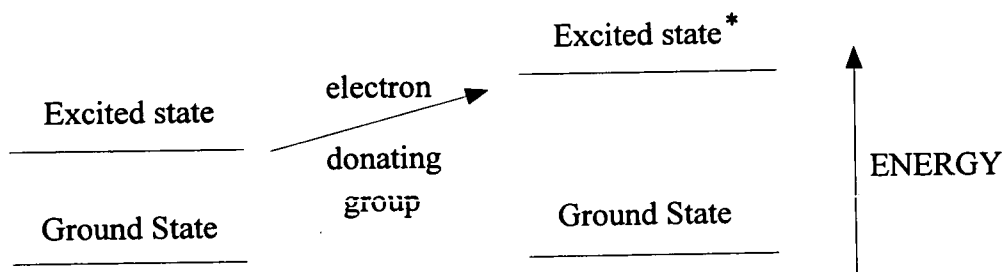 Excited state*
electron
Excited state
donating
ENERGY
group
Ground State
Ground State